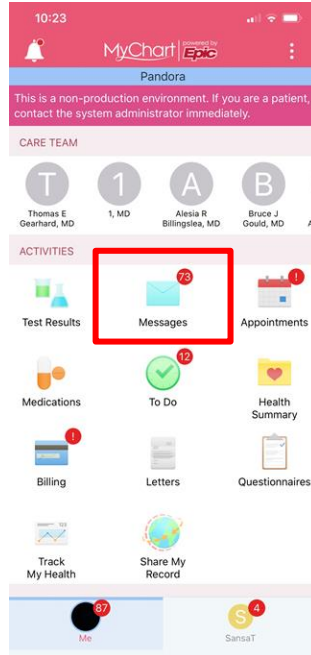 10:23
MyChart powered by Epic
Pandora
This is a non-production environment. If you are a patient,
contact the system administrator immediately.
CARE TEAM
T 1 A B
Thomas E 1, MD Alesia R Bruce J
Gearhard, MD Billingslea, MD Gould, MD A
ACTIVITIES
73 !
Test Results Messages Appointments
12
Medications To Do Health
Summary
!
Billing Letters Questionnaires
123
Track Share My
My Health Record
87 S 4
Me SansaT